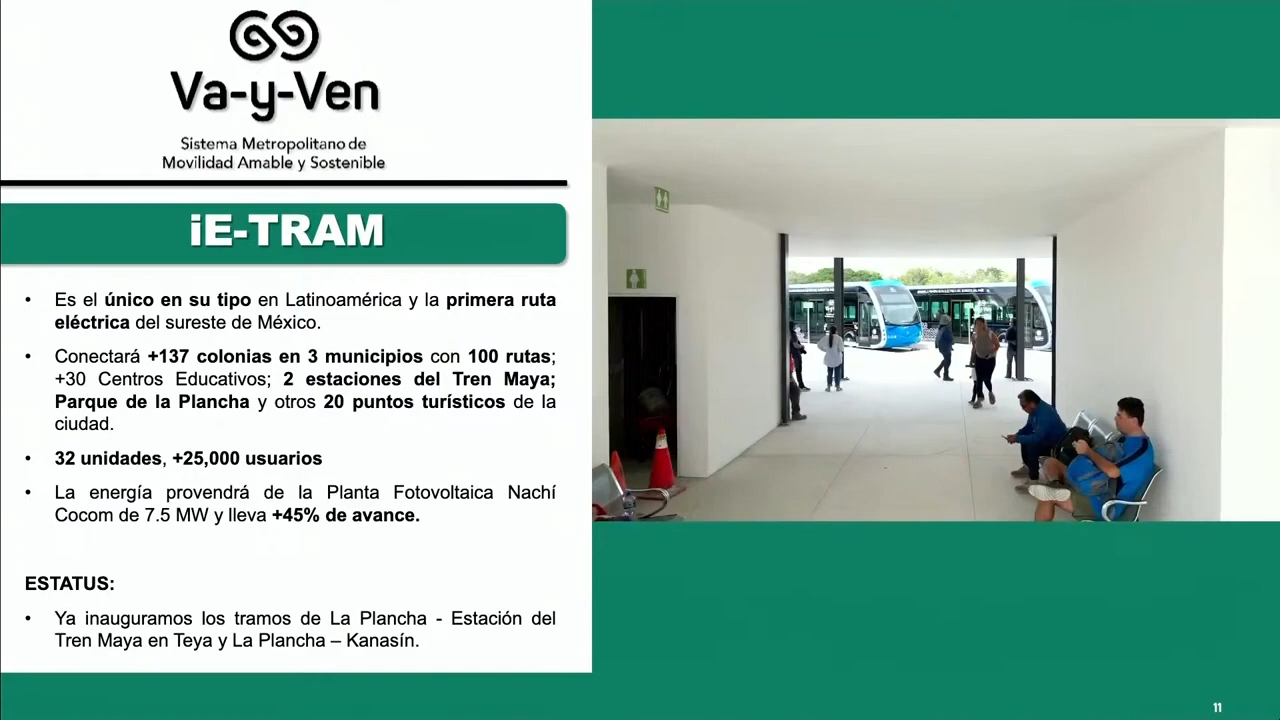 Va-y-Ven
Sistema Metropolitano de
Movilidad Amable y Sostenible
iE-TRAM
• Es el único en su tipo en Latinoamérica y la primera ruta
eléctrica del sureste de México.
• Conectará +137 colonias en 3 municipios con 100 rutas;
+30 Centros Educativos; 2 estaciones del Tren Maya;
Parque de la Plancha y otros 20 puntos turísticos de la
ciudad.
• 32 unidades, +25,000 usuarios
• La energía provendrá de la Planta Fotovoltaica Nachí
Cocom de 7.5 MW y lleva +45% de avance.
ESTATUS:
• Ya inauguramos los tramos de La Plancha - Estación del
Tren Maya en Teya y La Plancha – Kanasín.
11